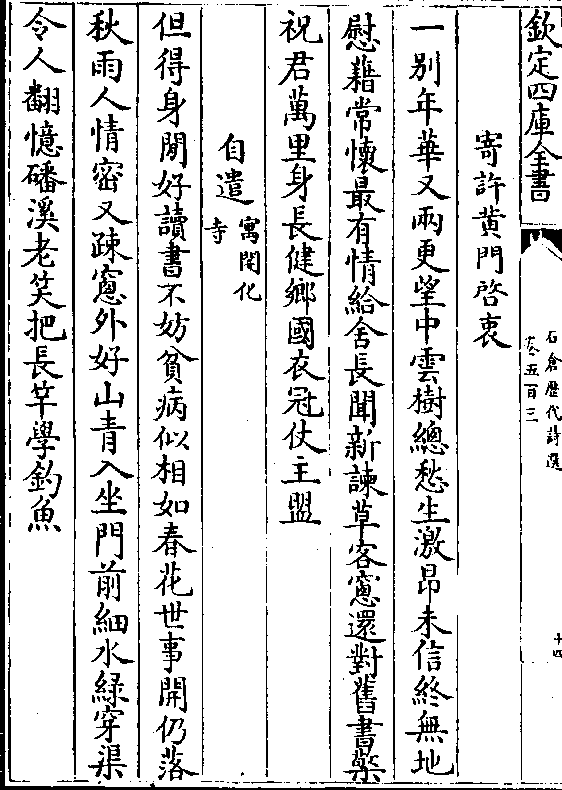 欽定四庫全書
石倉歷代詩選
卷五百三
十四
寄許黄門啓衷
一别年華又兩更望中雲樹總愁生激昂未信終無地
慰藉常懷最有情給舍長聞新諫草客窻還對舊書檠
祝君萬里身長健鄉國衣冠仗主盟
自遣寓開化
寺
但得身閒好讀書不妨貧病似相如春花世事開仍落
秋雨人情密又踈窻外好山青入坐門前細水緑穿渠
令人翻憶磻溪老笑把長竿學釣魚